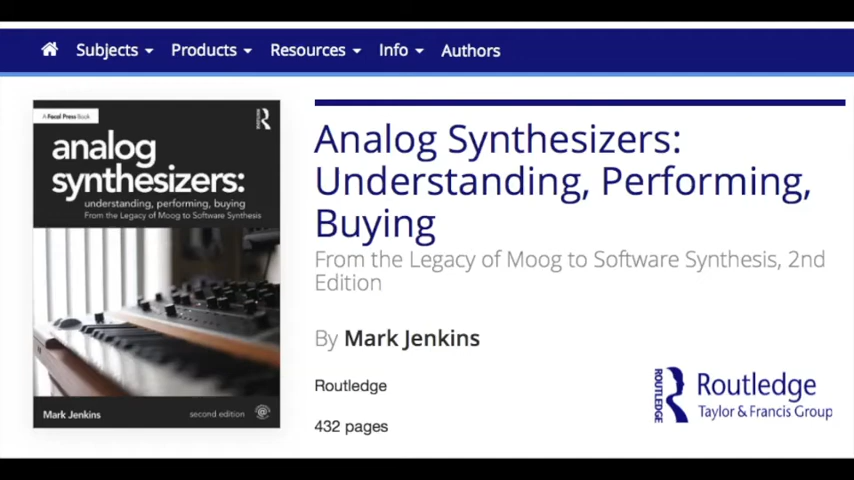 Subjects Products Resources Info Authors
A Focal Press Book
analog
synthesizers:
understanding, performing, buying
From the Legacy of Moog to Software Synthesis
Mark Jenkins
second edition
Analog Synthesizers:
Understanding, Performing,
Buying
From the Legacy of Moog to Software Synthesis, 2nd
Edition
By Mark Jenkins
Routledge
432 pages
ROUTLEDGE
Routledge
Taylor & Francis Group